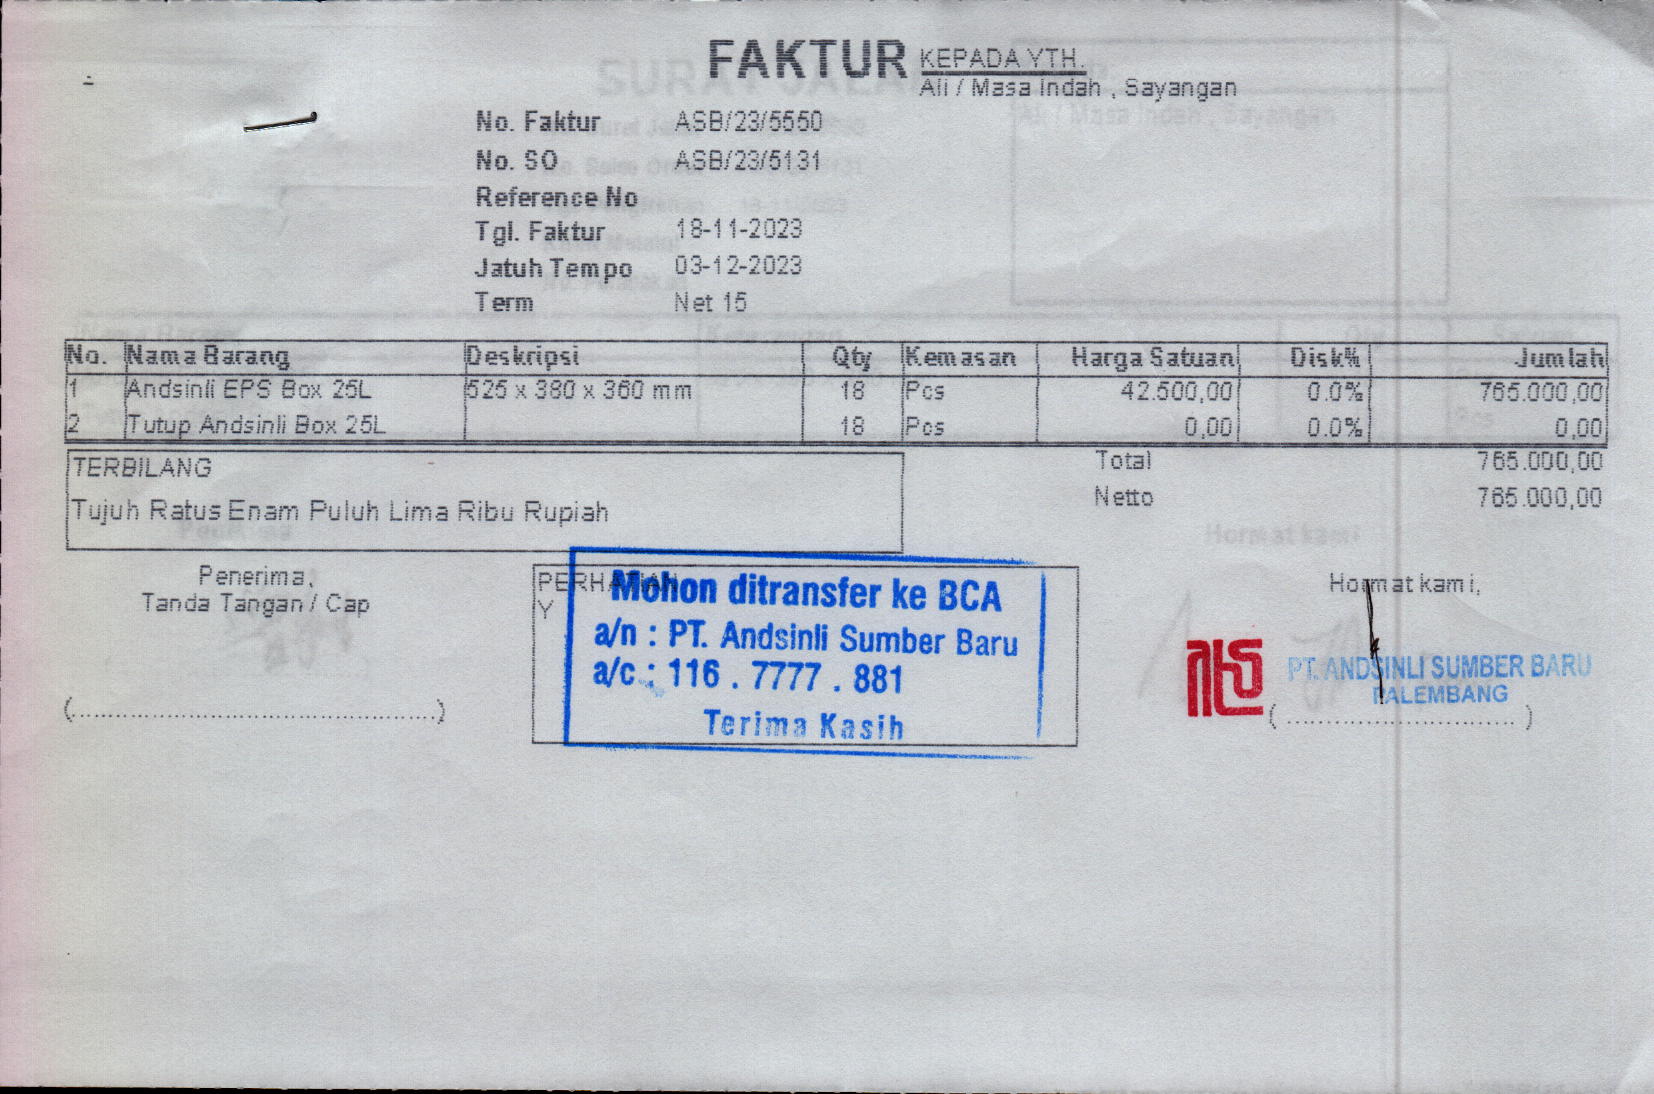 FAKTUR
KEPADA YTH.
Ali / Masa Indah , Sayangan
No. Faktur ASB/23/5550
No. SO ASB/23/5131
Reference No
Tgl. Faktur 18-11-2023
Jatuh Tempo 03-12-2023
Term Net 15
No. Nama Barang Deskripsi Qty Kemasan Harga Satuan Disk% Jumlah
1 Andsinli EPS Box 25L 525 x 380 x 360 mm 18 Pcs 42.500,00 0.0% 765.000,00
2 Tutup Andsinli Box 25L 18 Pcs 0,00 0.0% 0,00
TERBILANG
Tujuh Ratus Enam Puluh Lima Ribu Rupiah
Total 765.000,00
Netto 765.000,00
Penerima,
Tanda Tangan / Cap
(............................................)
PERHATIAN
Y
Mohon ditransfer ke BCA
a/n : PT. Andsinli Sumber Baru
a/c : 116 . 7777 . 881
Terima Kasih
Hormat kami,
PT. ANDSINLI SUMBER BARU
PALEMBANG
( ............................ )